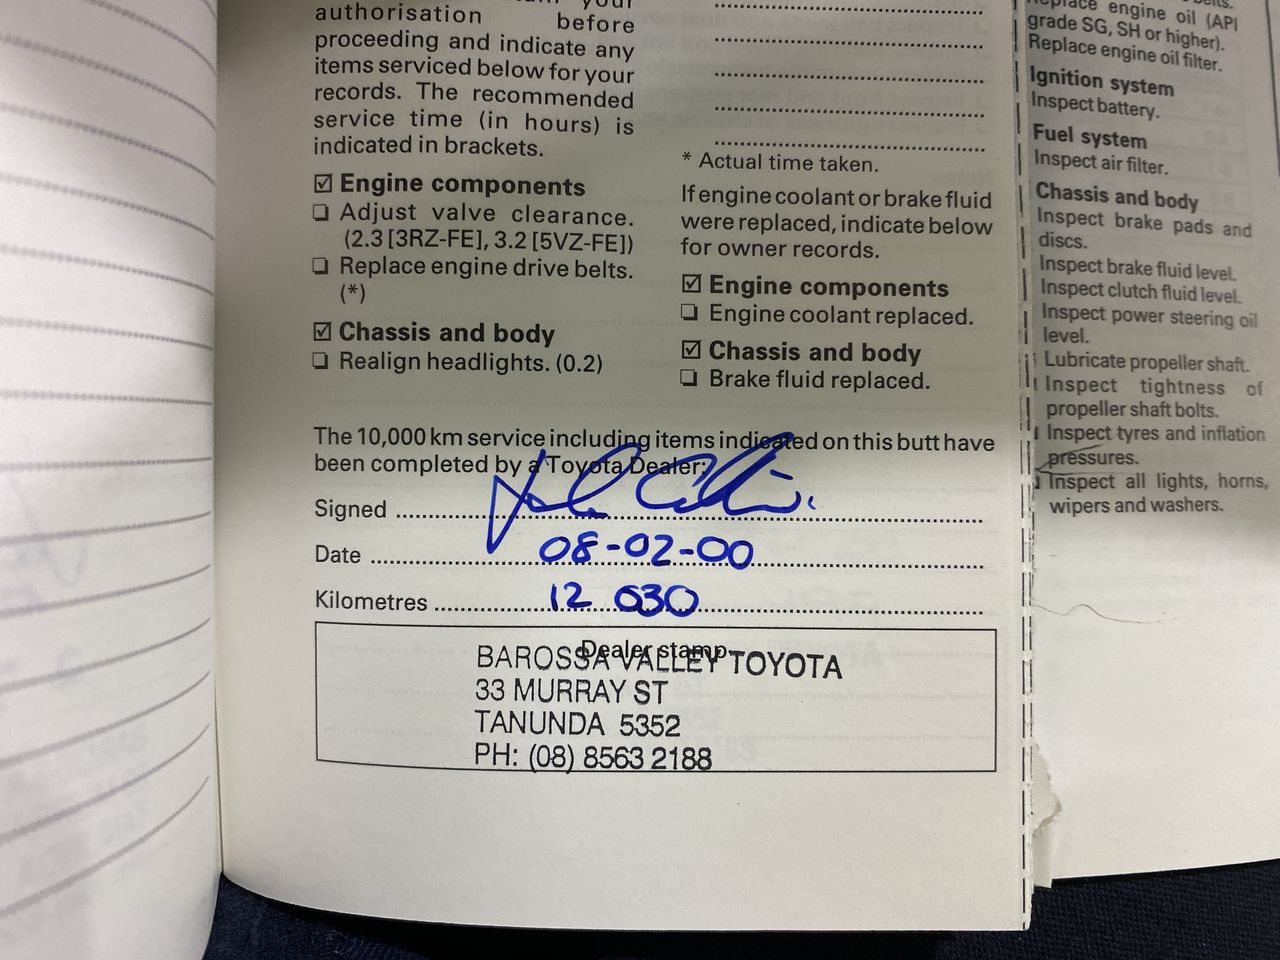 your
authorisation before
proceeding and indicate any
items serviced below for your
records. The recommended
service time (in hours) is
indicated in brackets.
☑ Engine components
❏ Adjust valve clearance.
(2.3 [3RZ-FE], 3.2 [5VZ-FE])
❏ Replace engine drive belts.
(*)
☑ Chassis and body
❏ Realign headlights. (0.2)
* Actual time taken.
If engine coolant or brake fluid
were replaced, indicate below
for owner records.
☑ Engine components
❏ Engine coolant replaced.
☑ Chassis and body
❏ Brake fluid replaced.
The 10,000 km service including items indicated on this butt have
been completed by a Toyota Dealer:
Signed
Date 08-02-00
Kilometres 12 030
Dealer stamp
BAROSSA VALLEY TOYOTA
33 MURRAY ST
TANUNDA 5352
PH: (08) 8563 2188
belts.
Replace engine oil (API
grade SG, SH or higher).
Replace engine oil filter.
Ignition system
Inspect battery.
Fuel system
Inspect air filter.
Chassis and body
Inspect brake pads and
discs.
Inspect brake fluid level.
Inspect clutch fluid level.
Inspect power steering oil
level.
Lubricate propeller shaft.
Inspect tightness of
propeller shaft bolts.
Inspect tyres and inflation
pressures.
Inspect all lights, horns,
wipers and washers.